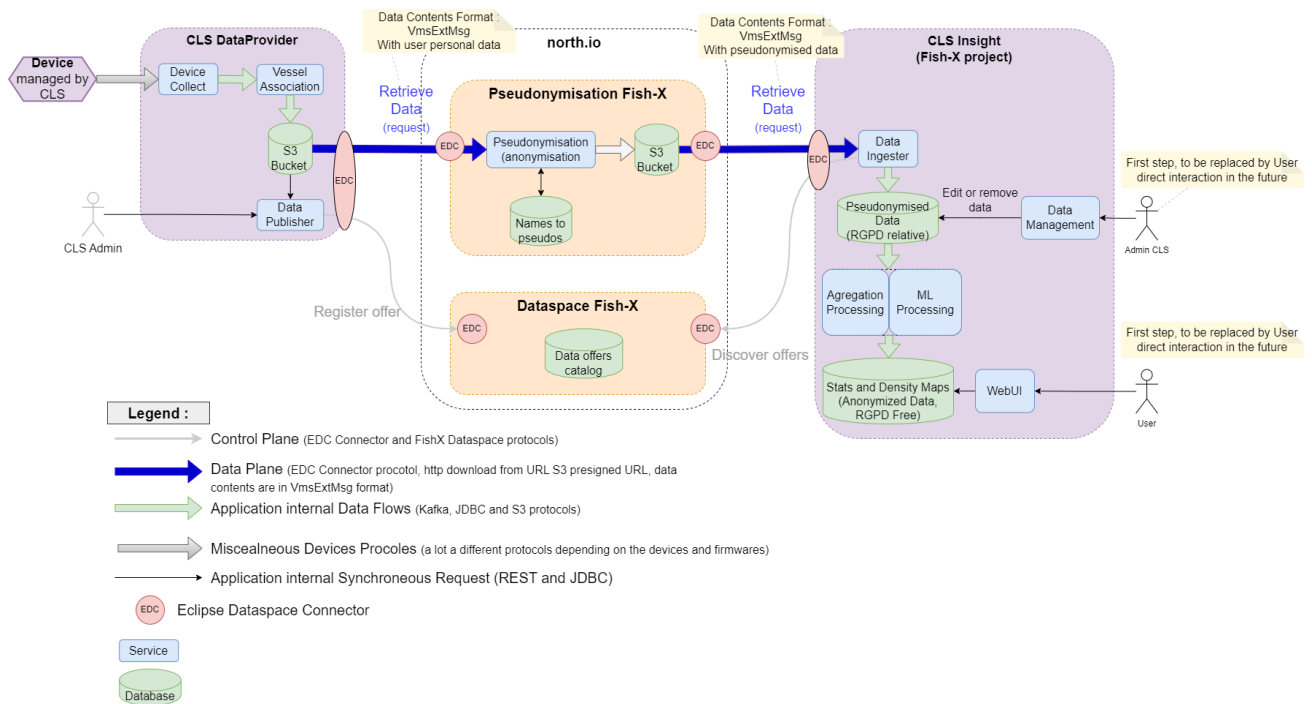 Data Contents Format :
VmsExtMsg
With user personal data
Data Contents Format :
VmsExtMsg
With pseudonymised data
CLS DataProvider
north.io
CLS Insight
(Fish-X project)
Device
managed by
CLS
Device
Collect
Vessel
Association
Retrieve
Data
(request)
Pseudonymisation Fish-X
Retrieve
Data
(request)
S3
Bucket
EDC
EDC
Pseudonymisation
(anonymisation
S3
Bucket
EDC
EDC
Data
Ingester
First step, to be replaced by User
direct interaction in the future
Data
Publisher
CLS Admin
Names to
pseudos
Pseudonymised
Data
(RGPD relative)
Edit or remove
data
Data
Management
Admin CLS
Register offer
Dataspace Fish-X
EDC
Data offers
catalog
EDC
Discover offers
Agregation
Processing
ML
Processing
First step, to be replaced by User
direct interaction in the future
Stats and Density Maps
(Anonymized Data,
RGPD Free)
WebUI
User
Legend :
Control Plane (EDC Connector and FishX Dataspace protocols)
Data Plane (EDC Connector procotol, http download from URL S3 presigned URL, data
contents are in VmsExtMsg format)
Application internal Data Flows (Kafka, JDBC and S3 protocols)
Miscealneous Devices Procoles (a lot a different protocols depending on the devices and firmwares)
Application internal Synchroneous Request (REST and JDBC)
EDC
Eclipse Dataspace Connector
Service
Database